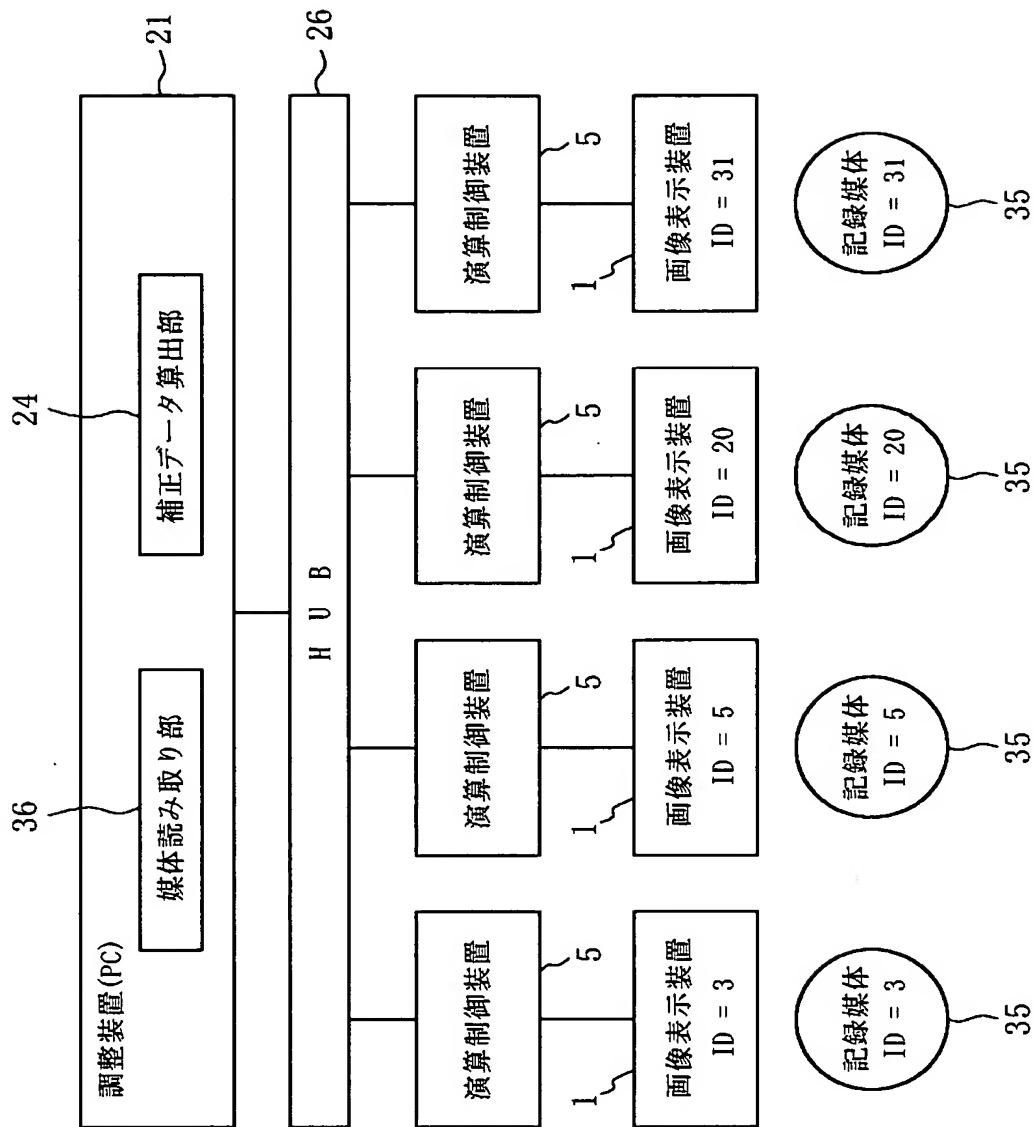 調整装置(PC)
21
36
媒体読み取り部
24
補正データ算出部
26
H U B
演算制御装置
5
演算制御装置
5
演算制御装置
5
演算制御装置
5
1
画像表示装置
ID = 3
1
画像表示装置
ID = 5
1
画像表示装置
ID = 20
1
画像表示装置
ID = 31
記録媒体
ID = 3
35
記録媒体
ID = 5
35
記録媒体
ID = 20
35
記録媒体
ID = 31
35